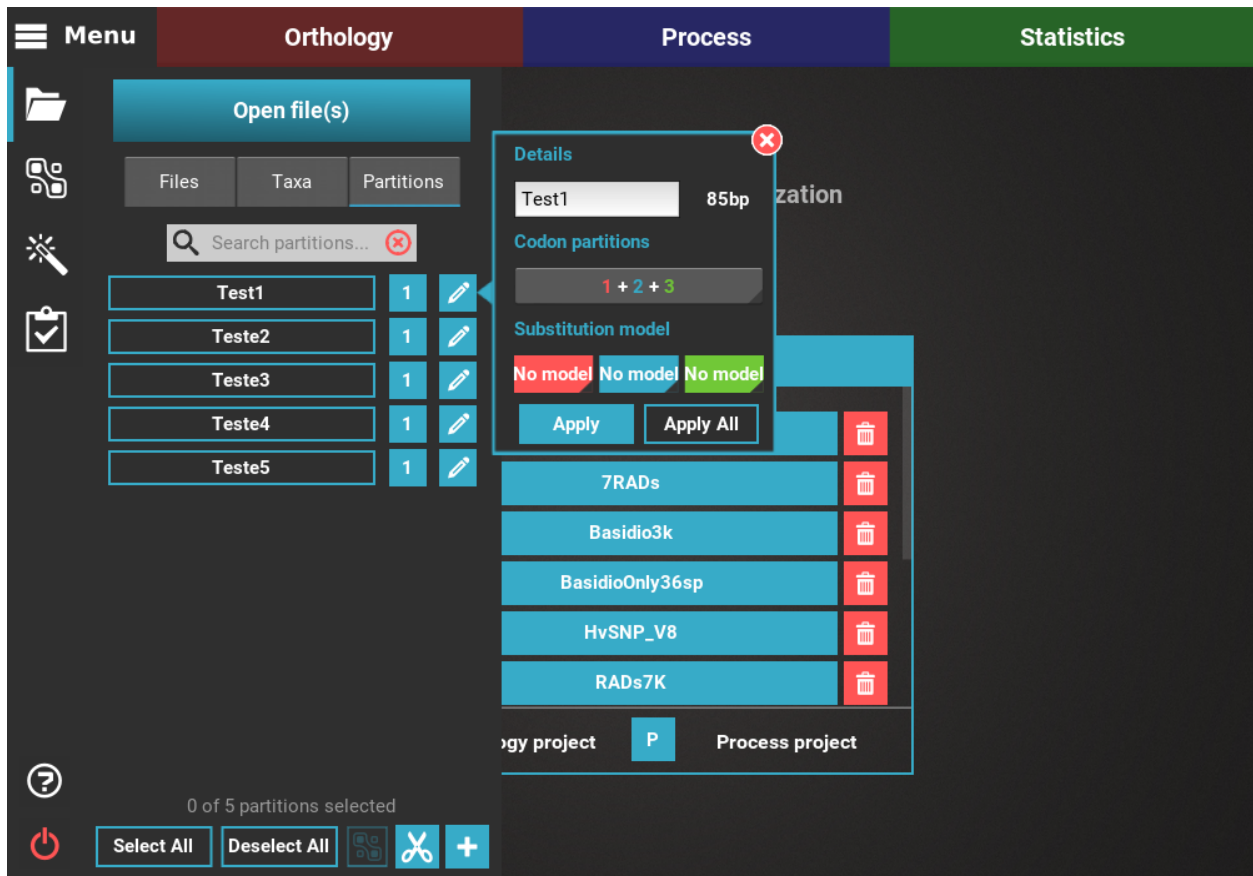 Menu
Orthology
Process
Statistics
Open file(s)
Files
Taxa
Partitions
Search partitions...
Test1
1
Teste2
1
Teste3
1
Teste4
1
Teste5
1
0 of 5 partitions selected
Select All
Deselect All
+
?
Details
Test1
85bp
Codon partitions
1 + 2 + 3
Substitution model
No model
No model
No model
Apply
Apply All
zation
7RADs
Basidio3k
BasidioOnly36sp
HvSNP_V8
RADs7K
gy project
P
Process project